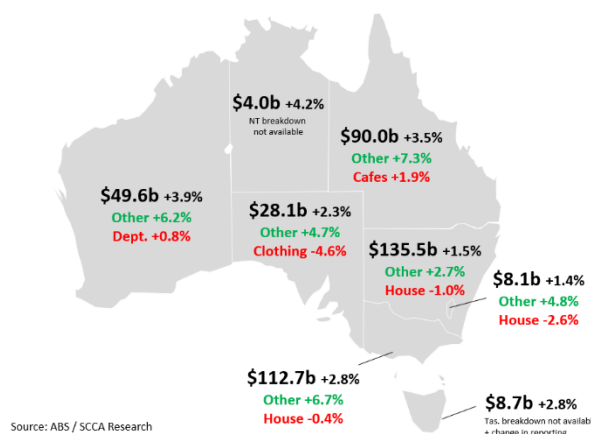 $4.0b +4.2%
NT breakdown
not available
$90.0b +3.5%
Other +7.3%
Cafes +1.9%
$49.6b +3.9%
Other +6.2%
Dept. +0.8%
$28.1b +2.3%
Other +4.7%
Clothing -4.6%
$135.5b +1.5%
Other +2.7%
House -1.0%
$8.1b +1.4%
Other +4.8%
House -2.6%
$112.7b +2.8%
Other +6.7%
House -0.4%
$8.7b +2.8%
Tas. breakdown not availabl
+ change in reporting
Source: ABS / SCCA Research